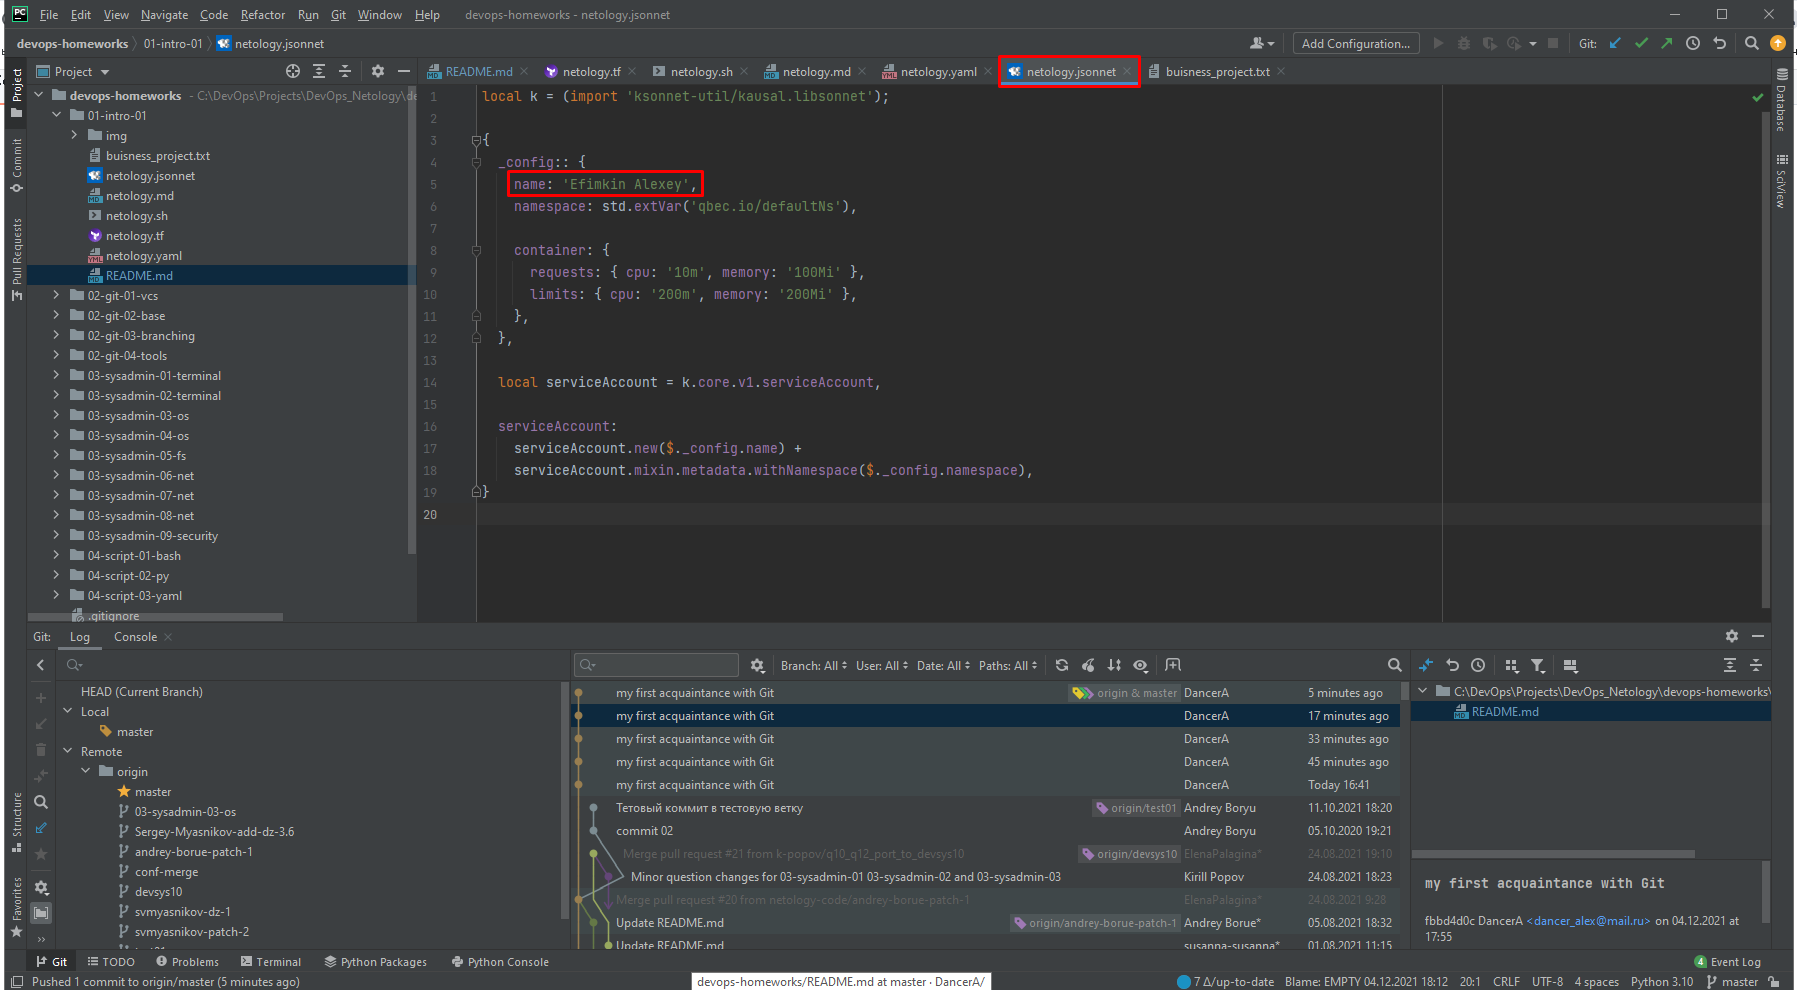 PC File Edit View Navigate Code Refactor Run Git Window Help devops-homeworks - netology.jsonnet
devops-homeworks 01-intro-01 netology.jsonnet Add Configuration... Git:
Project README.md netology.tf netology.sh netology.md netology.yaml netology.jsonnet buisness_project.txt
Project
Commit
Pull Requests
Structure
Favorites
Database
SciView
devops-homeworks - C:\DevOps\Projects\DevOps_Netology\de
01-intro-01
img
buisness_project.txt
netology.jsonnet
netology.md
netology.sh
netology.tf
netology.yaml
README.md
02-git-01-vcs
02-git-02-base
02-git-03-branching
02-git-04-tools
03-sysadmin-01-terminal
03-sysadmin-02-terminal
03-sysadmin-03-os
03-sysadmin-04-os
03-sysadmin-05-fs
03-sysadmin-06-net
03-sysadmin-07-net
03-sysadmin-08-net
03-sysadmin-09-security
04-script-01-bash
04-script-02-py
04-script-03-yaml
.gitignore
1 local k = (import 'ksonnet-util/kausal.libsonnet');
2
3 {
4 _config:: {
5 name: 'Efimkin Alexey',
6 namespace: std.extVar('qbec.io/defaultNs'),
7
8 container: {
9 requests: { cpu: '10m', memory: '100Mi' },
10 limits: { cpu: '200m', memory: '200Mi' },
11 },
12 },
13
14 local serviceAccount = k.core.v1.serviceAccount,
15
16 serviceAccount:
17 serviceAccount.new($._config.name) +
18 serviceAccount.mixin.metadata.withNamespace($._config.namespace),
19 }
20
Git: Log Console
HEAD (Current Branch)
Local
master
Remote
origin
master
03-sysadmin-03-os
Sergey-Myasnikov-add-dz-3.6
andrey-borue-patch-1
conf-merge
devsys10
svmyasnikov-dz-1
svmyasnikov-patch-2
Branch: All User: All Date: All Paths: All
my first acquaintance with Git origin & master DancerA 5 minutes ago
my first acquaintance with Git DancerA 17 minutes ago
my first acquaintance with Git DancerA 33 minutes ago
my first acquaintance with Git DancerA 45 minutes ago
my first acquaintance with Git DancerA Today 16:41
Тетовый коммит в тестовую ветку origin/test01 Andrey Boryu 11.10.2021 18:20
commit 02 Andrey Boryu 05.10.2020 19:21
Merge pull request #21 from k-popov/q10_q12_port_to_devsys10 origin/devsys10 ElenaPalagina* 24.08.2021 19:10
Minor question changes for 03-sysadmin-01 03-sysadmin-02 and 03-sysadmin-03 Kirill Popov 24.08.2021 18:23
Merge pull request #20 from netology-code/andrey-borue-patch-1 ElenaPalagina* 24.08.2021 9:28
Update README.md origin/andrey-borue-patch-1 Andrey Borue* 05.08.2021 18:32
Update README.md susanna-susanna* 01.08.2021 11:15
C:\DevOps\Projects\DevOps_Netology\devops-homeworks\
README.md
my first acquaintance with Git
fbbd4d0c DancerA <dancer_alex@mail.ru> on 04.12.2021 at
17:55
Git TODO Problems Terminal Python Packages Python Console 4 Event Log
Pushed 1 commit to origin/master (5 minutes ago) devops-homeworks/README.md at master · DancerA/ 7 Δ/up-to-date Blame: EMPTY 04.12.2021 18:12 20:1 CRLF UTF-8 4 spaces Python 3.10 master